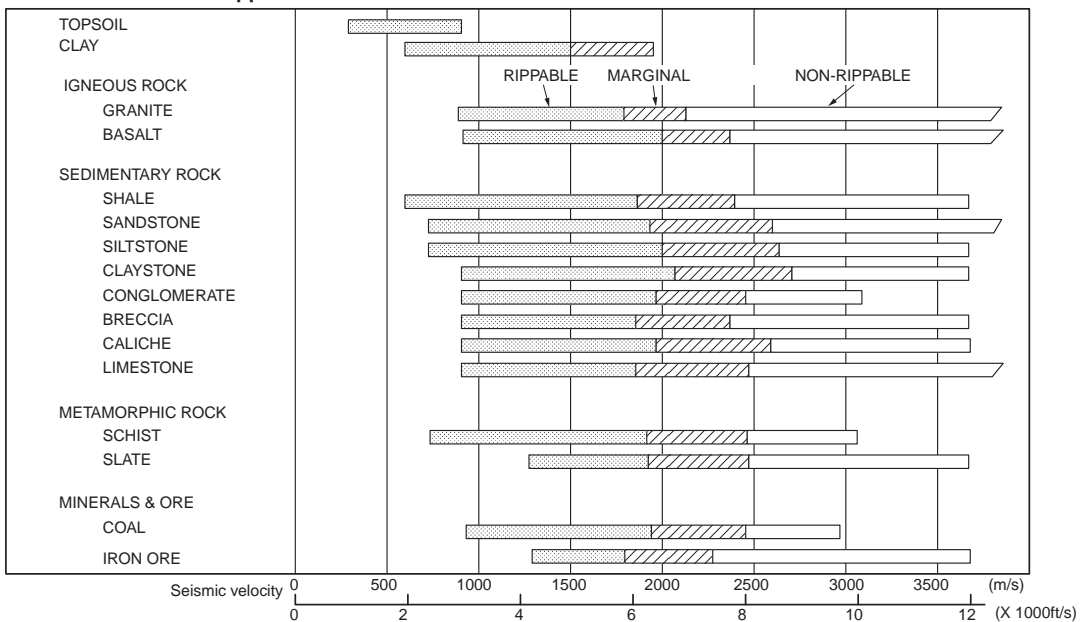 TOPSOIL
CLAY
RIPPABLE MARGINAL NON-RIPPABLE
IGNEOUS ROCK
GRANITE
BASALT
SEDIMENTARY ROCK
SHALE
SANDSTONE
SILTSTONE
CLAYSTONE
CONGLOMERATE
BRECCIA
CALICHE
LIMESTONE
METAMORPHIC ROCK
SCHIST
SLATE
MINERALS & ORE
COAL
IRON ORE
Seismic velocity 0 500 1000 1500 2000 2500 3000 3500 (m/s)
0 2 4 6 8 10 12 (X 1000ft/s)